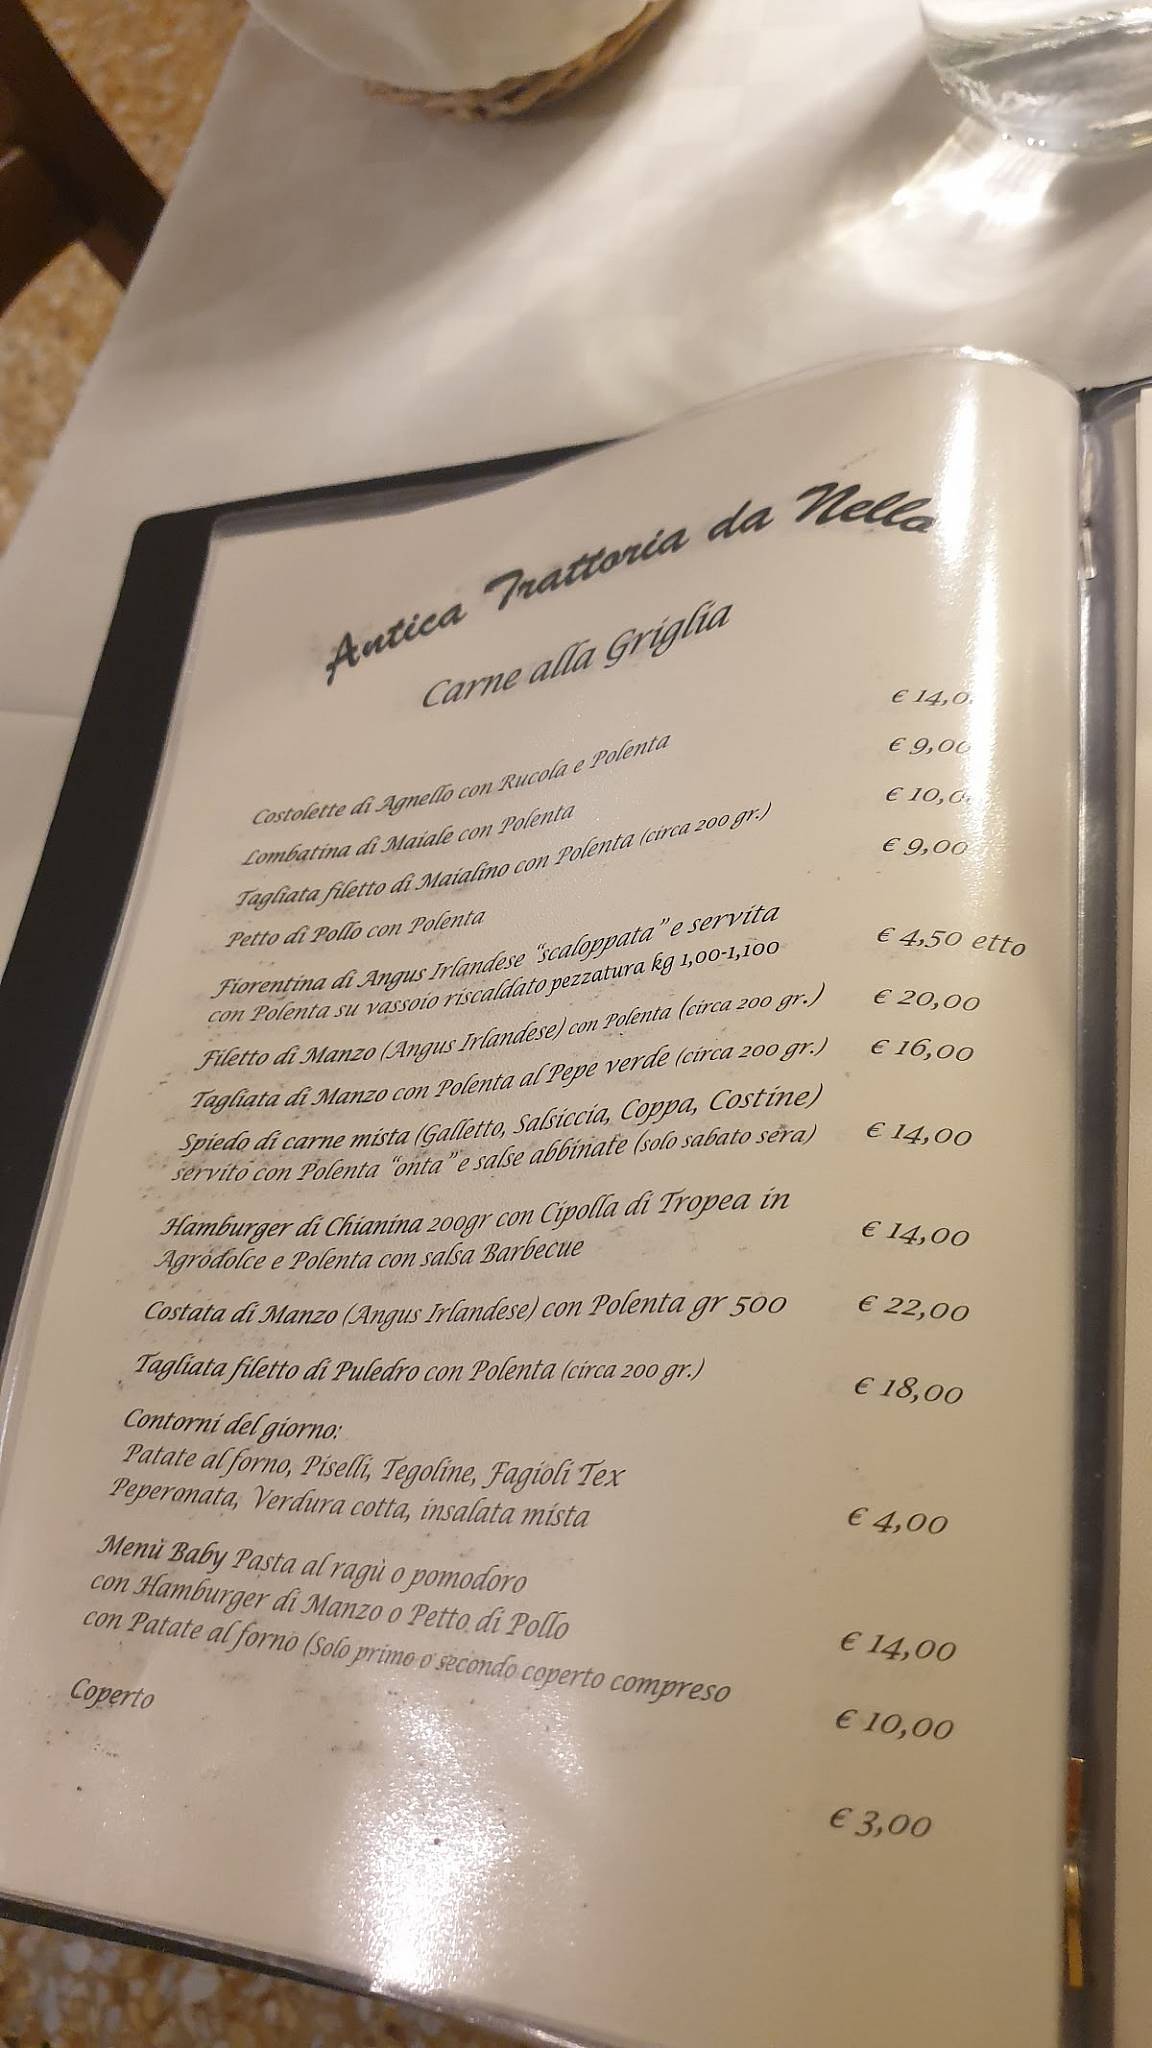 Antica Trattoria da Nello
Carne alla Griglia
Costolette di Agnello con Rucola e Polenta € 14,0
Lombatina di Maiale con Polenta € 9,00
Tagliata filetto di Maialino con Polenta (circa 200 gr.) € 10,0
Petto di Pollo con Polenta € 9,00
Fiorentina di Angus Irlandese “scaloppata” e servita
con Polenta su vassoio riscaldato pezzatura kg 1,00-1,100 € 4,50 etto
Filetto di Manzo (Angus Irlandese) con Polenta (circa 200 gr.) € 20,00
Tagliata di Manzo con Polenta al Pepe verde (circa 200 gr.) € 16,00
Spiedo di carne mista (Galletto, Salsiccia, Coppa, Costine)
servito con Polenta “onta” e salse abbinate (solo sabato sera) € 14,00
Hamburger di Chianina 200gr con Cipolla di Tropea in
Agrodolce e Polenta con salsa Barbecue € 14,00
Costata di Manzo (Angus Irlandese) con Polenta gr 500 € 22,00
Tagliata filetto di Puledro con Polenta (circa 200 gr.) € 18,00
Contorni del giorno:
Patate al forno, Piselli, Tegoline, Fagioli Tex
Peperonata, Verdura cotta, insalata mista € 4,00
Menù Baby Pasta al ragù o pomodoro
con Hamburger di Manzo o Petto di Pollo
con Patate al forno (Solo primo o secondo coperto compreso € 14,00
€ 10,00
Coperto € 3,00